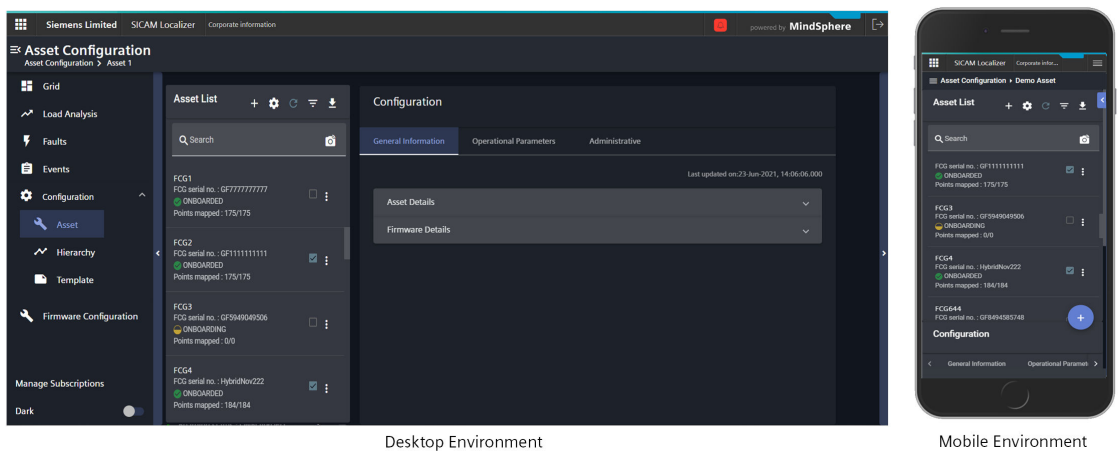 Siemens Limited SICAM Localizer Corporate information
powered by MindSphere
Asset Configuration
Asset Configuration > Asset 1
Grid
Load Analysis
Faults
Events
Configuration
Asset
Hierarchy
Template
Firmware Configuration
Manage Subscriptions
Dark
Asset List
Search
FCG1
FCG serial no. : GF7777777777
ONBOARDED
Points mapped : 175/175
FCG2
FCG serial no. : GF1111111111
ONBOARDED
Points mapped : 175/175
FCG3
FCG serial no. : GF5949049506
ONBOARDING
Points mapped : 0/0
FCG4
FCG serial no. : HybridNov222
ONBOARDED
Points mapped : 184/184
Configuration
General Information Operational Parameters Administrative
Last updated on:23-Jun-2021, 14:06:06.000
Asset Details
Firmware Details
Desktop Environment
SICAM Localizer Corporate infor...
Asset Configuration Demo Asset
Asset List
Search
FCG serial no. : GF1111111111
ONBOARDED
Points mapped : 175/175
FCG3
FCG serial no. : GF5949049506
ONBOARDING
Points mapped : 0/0
FCG4
FCG serial no. : HybridNov222
ONBOARDED
Points mapped : 184/184
FCG644
FCG serial no. : GF8494585748
Configuration
General Information Operational Paramet
Mobile Environment